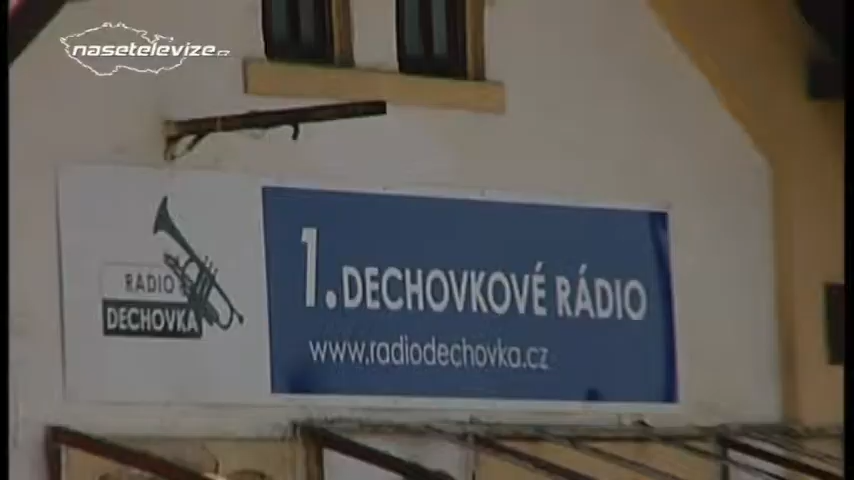 nasetelevize.cz
RADIO
DECHOVKA
1. DECHOVKOVÉ RÁDIO
www.radiodechovka.cz